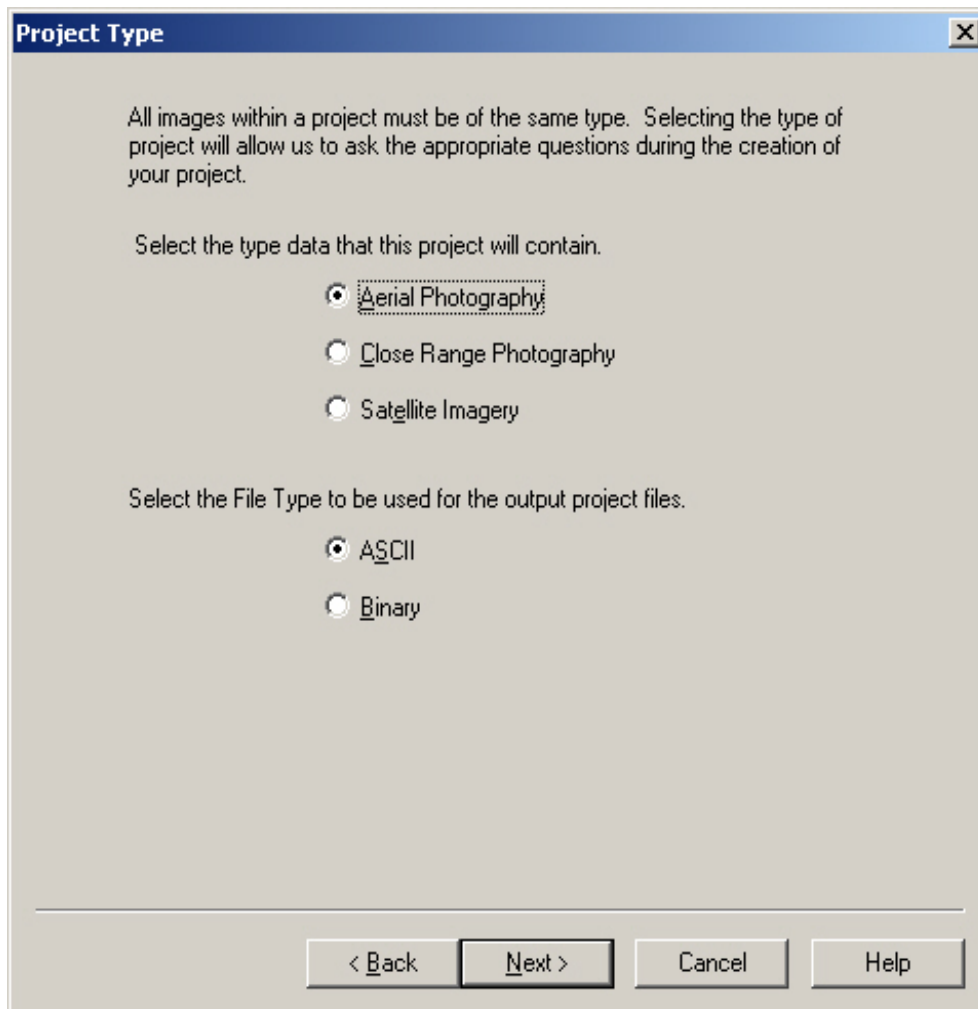 Project Type
All images within a project must be of the same type.  Selecting the type of
project will allow us to ask the appropriate questions during the creation of
your project.
Select the type data that this project will contain.
Aerial Photography
Close Range Photography
Satellite Imagery
Select the File Type to be used for the output project files.
ASCII
Binary
< Back Next > Cancel Help